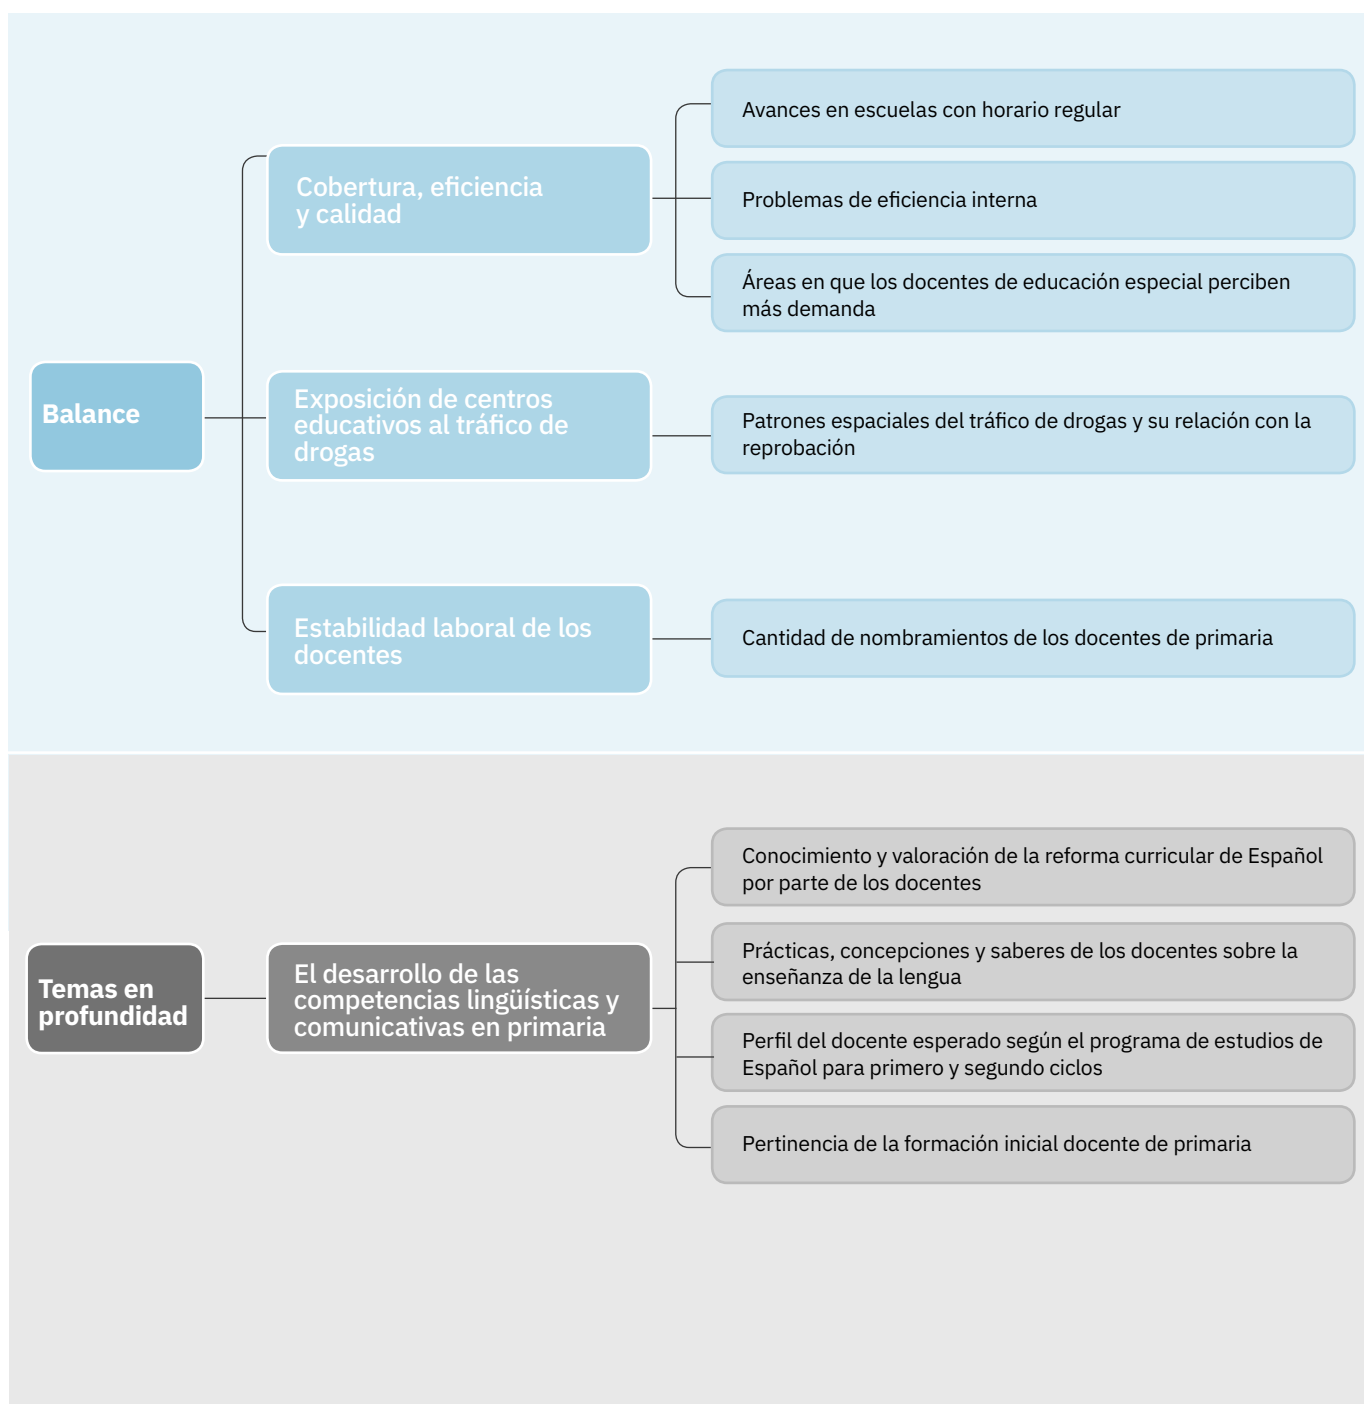 Balance
Cobertura, eficiencia
y calidad
Avances en escuelas con horario regular
Problemas de eficiencia interna
Áreas en que los docentes de educación especial perciben
más demanda
Exposición de centros
educativos al tráfico de
drogas
Patrones espaciales del tráfico de drogas y su relación con la
reprobación
Estabilidad laboral de los
docentes
Cantidad de nombramientos de los docentes de primaria
Temas en
profundidad
El desarrollo de las
competencias lingüísticas y
comunicativas en primaria
Conocimiento y valoración de la reforma curricular de Español
por parte de los docentes
Prácticas, concepciones y saberes de los docentes sobre la
enseñanza de la lengua
Perfil del docente esperado según el programa de estudios de
Español para primero y segundo ciclos
Pertinencia de la formación inicial docente de primaria